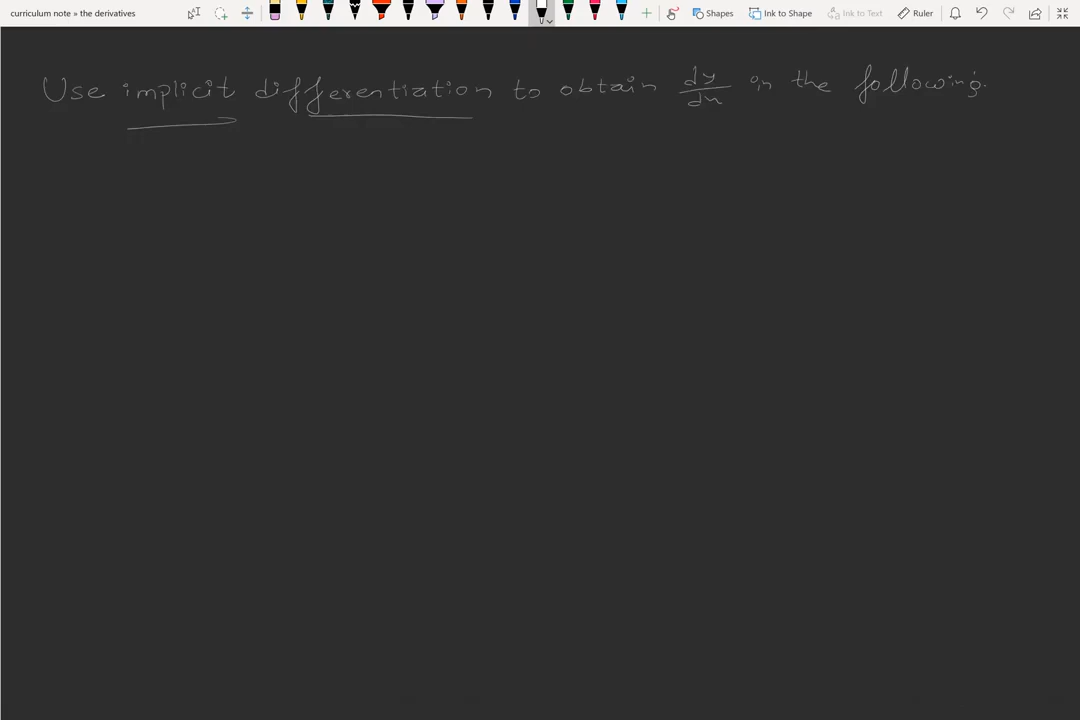 curriculum note » the derivatives
Shapes Ink to Shape Ink to Text Ruler
Use implicit differentiation to obtain dy/dx in the following.